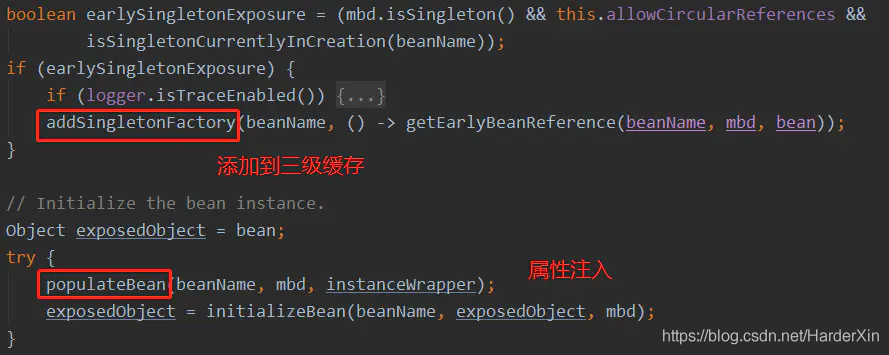 boolean earlySingletonExposure = (mbd.isSingleton() && this.allowCircularReferences &&
        isSingletonCurrentlyInCreation(beanName));
if (earlySingletonExposure) {
    if (logger.isTraceEnabled()) {...}
    addSingletonFactory(beanName, () -> getEarlyBeanReference(beanName, mbd, bean));
}
添加到三级缓存
// Initialize the bean instance.
Object exposedObject = bean;
try {
    populateBean(beanName, mbd, instanceWrapper);
属性注入
    exposedObject = initializeBean(beanName, exposedObject, mbd);
}
https://blog.csdn.net/HarderXin